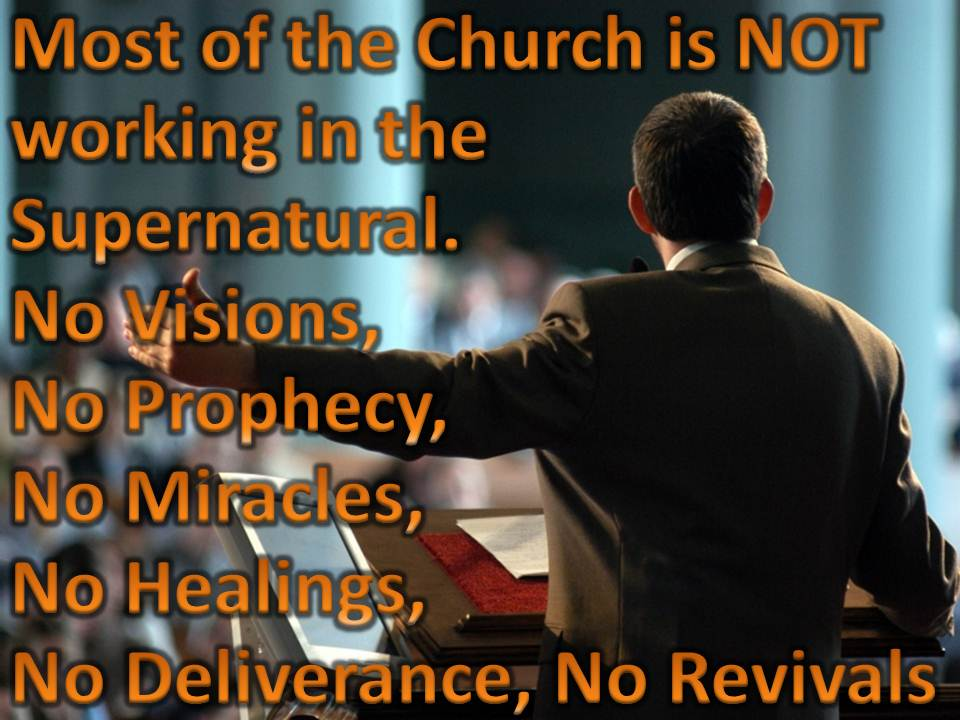 Most of the Church is NOT
working in the
Supernatural.
No Visions,
No Prophecy,
No Miracles,
No Healings,
No Deliverance, No Revivals